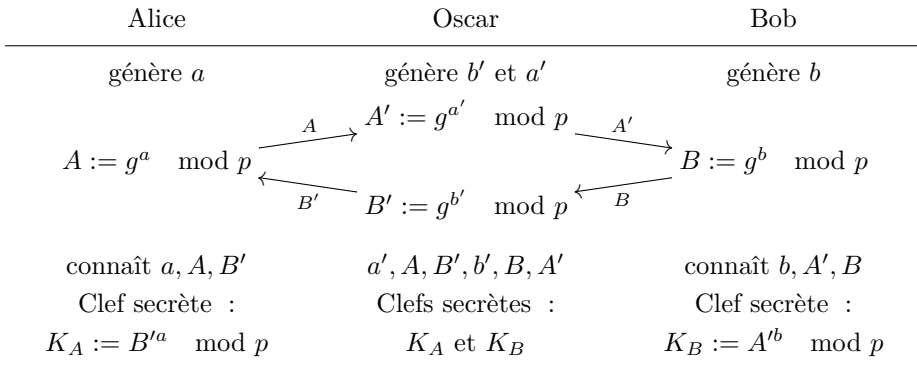 Alice Oscar Bob
génère a génère b′ et a′ génère b
A′ := g^{a′} mod p
A A′
A := g^a mod p B := g^b mod p
B′ B
B′ := g^{b′} mod p
connaît a, A, B′ a′, A, B′, b′, B, A′ connaît b, A′, B
Clef secrète : Clefs secrètes : Clef secrète :
K_A := B′^a mod p K_A et K_B K_B := A′^b mod p